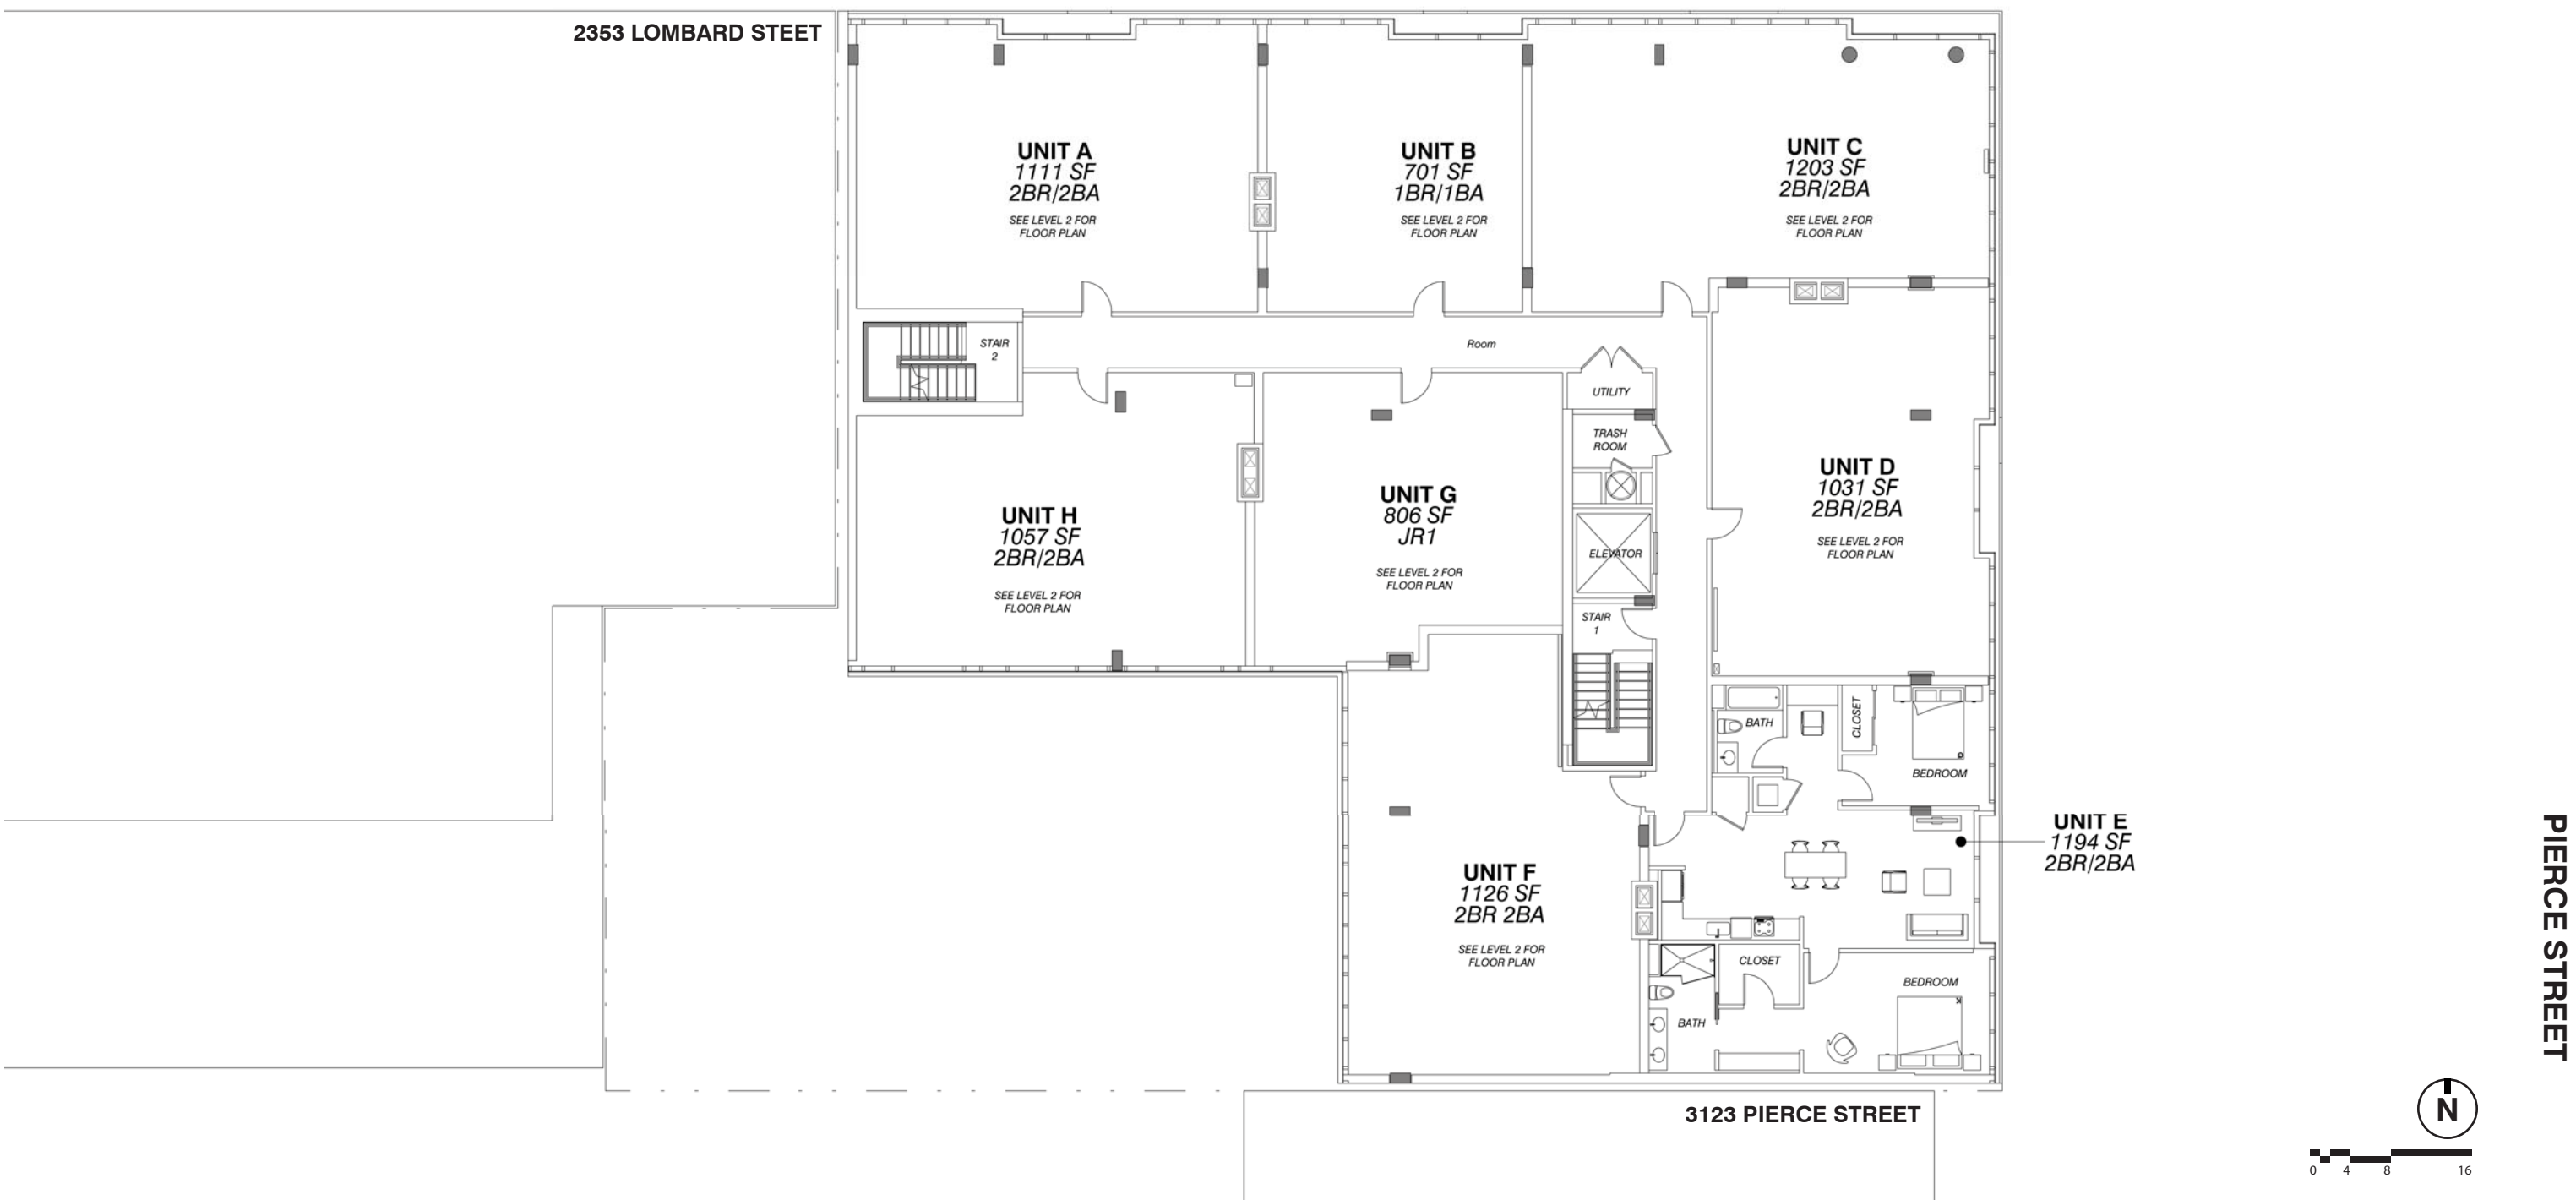 2353 LOMBARD STEET
UNIT A
1111 SF
2BR/2BA
SEE LEVEL 2 FOR
FLOOR PLAN
UNIT B
701 SF
1BR/1BA
SEE LEVEL 2 FOR
FLOOR PLAN
UNIT C
1203 SF
2BR/2BA
SEE LEVEL 2 FOR
FLOOR PLAN
STAIR
2
Room
UTILITY
TRASH
ROOM
ELEVATOR
STAIR
1
UNIT H
1057 SF
2BR/2BA
SEE LEVEL 2 FOR
FLOOR PLAN
UNIT G
806 SF
JR1
SEE LEVEL 2 FOR
FLOOR PLAN
UNIT D
1031 SF
2BR/2BA
SEE LEVEL 2 FOR
FLOOR PLAN
BATH
CLOSET
BEDROOM
UNIT E
1194 SF
2BR/2BA
UNIT F
1126 SF
2BR 2BA
SEE LEVEL 2 FOR
FLOOR PLAN
CLOSET
BEDROOM
BATH
PIERCE STREET
3123 PIERCE STREET
N
0 4 8 16